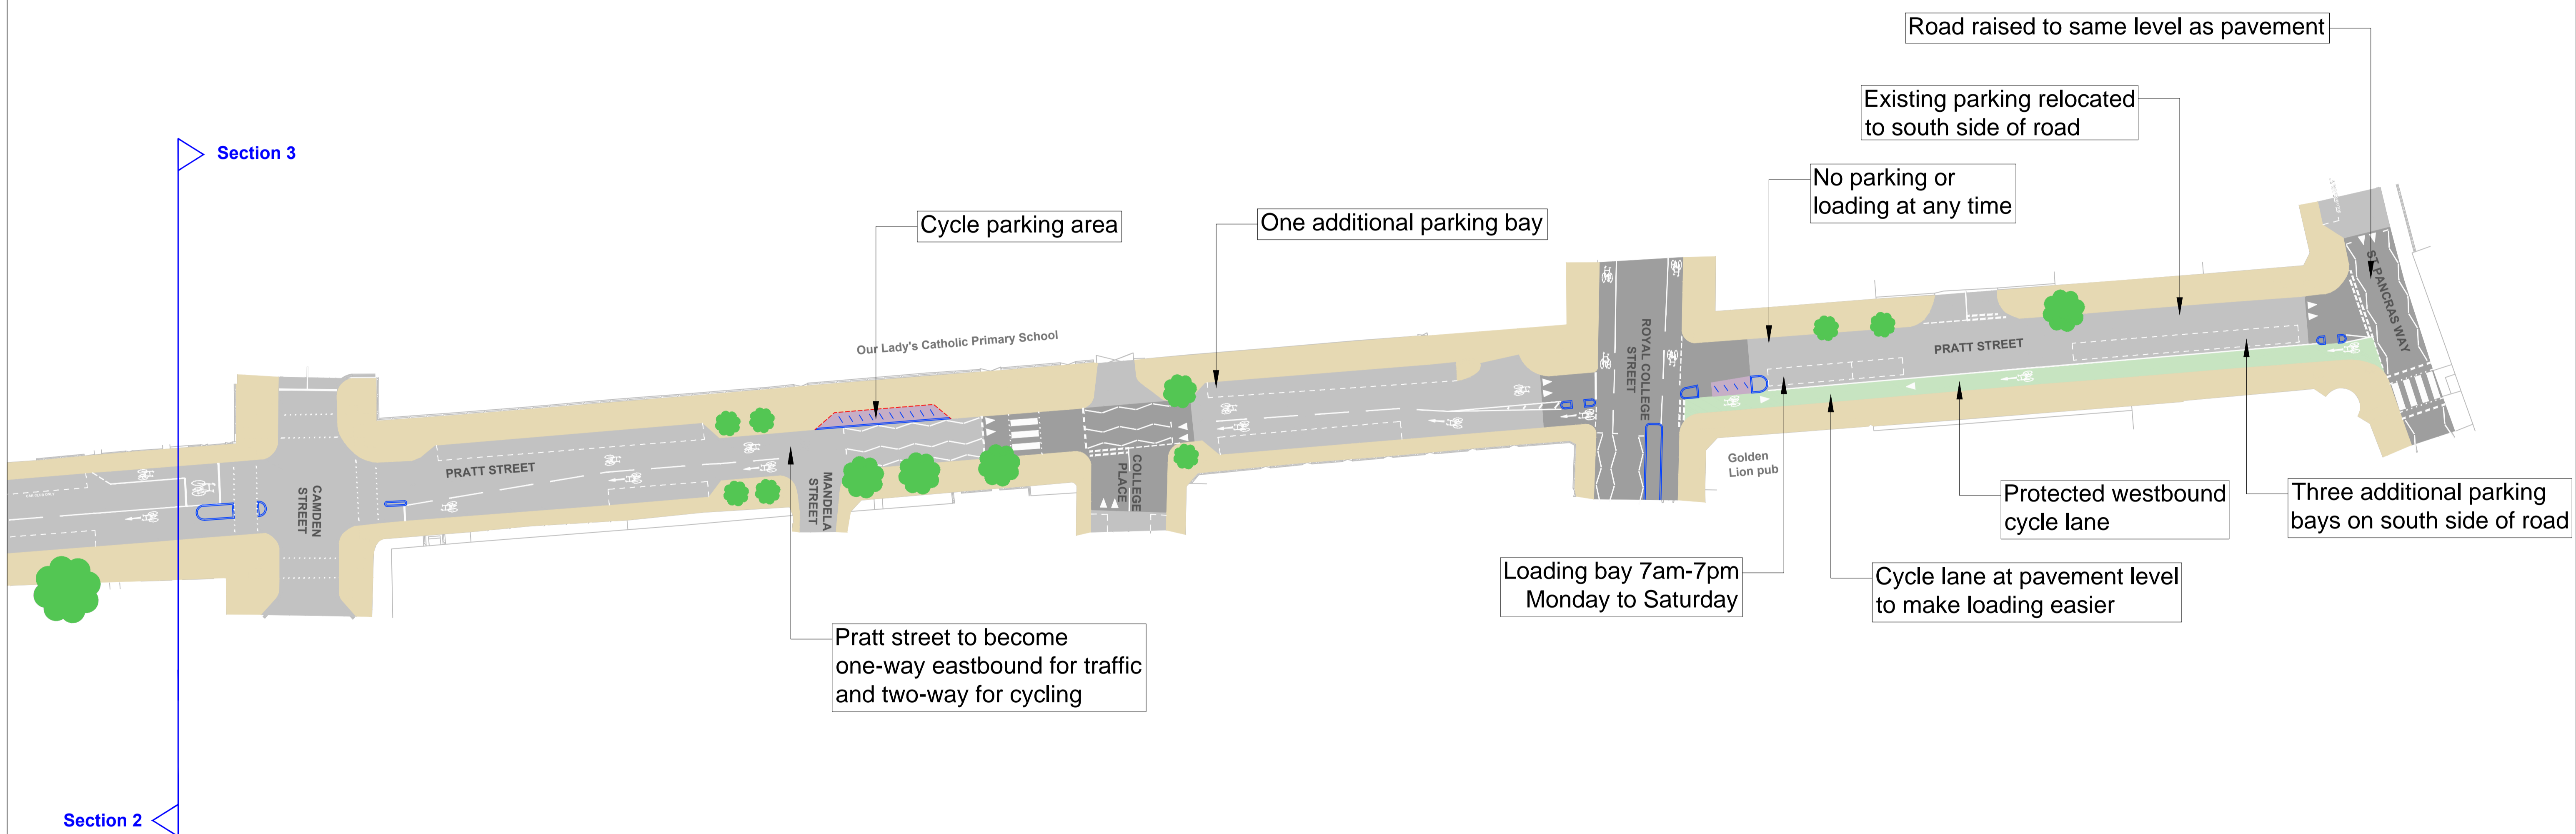 Road raised to same level as pavement
Existing parking relocated
to south side of road
Section 3
No parking or
loading at any time
Cycle parking area
One additional parking bay
ST PANCRAS WAY
Our Lady's Catholic Primary School
ROYAL COLLEGE
STREET
PRATT STREET
PRATT STREET
CAMDEN
STREET
MANDELA
STREET
COLLEGE
PLACE
Golden
Lion pub
Protected westbound
cycle lane
Three additional parking
bays on south side of road
Loading bay 7am-7pm
Monday to Saturday
Cycle lane at pavement level
to make loading easier
Pratt street to become
one-way eastbound for traffic
and two-way for cycling
Section 2